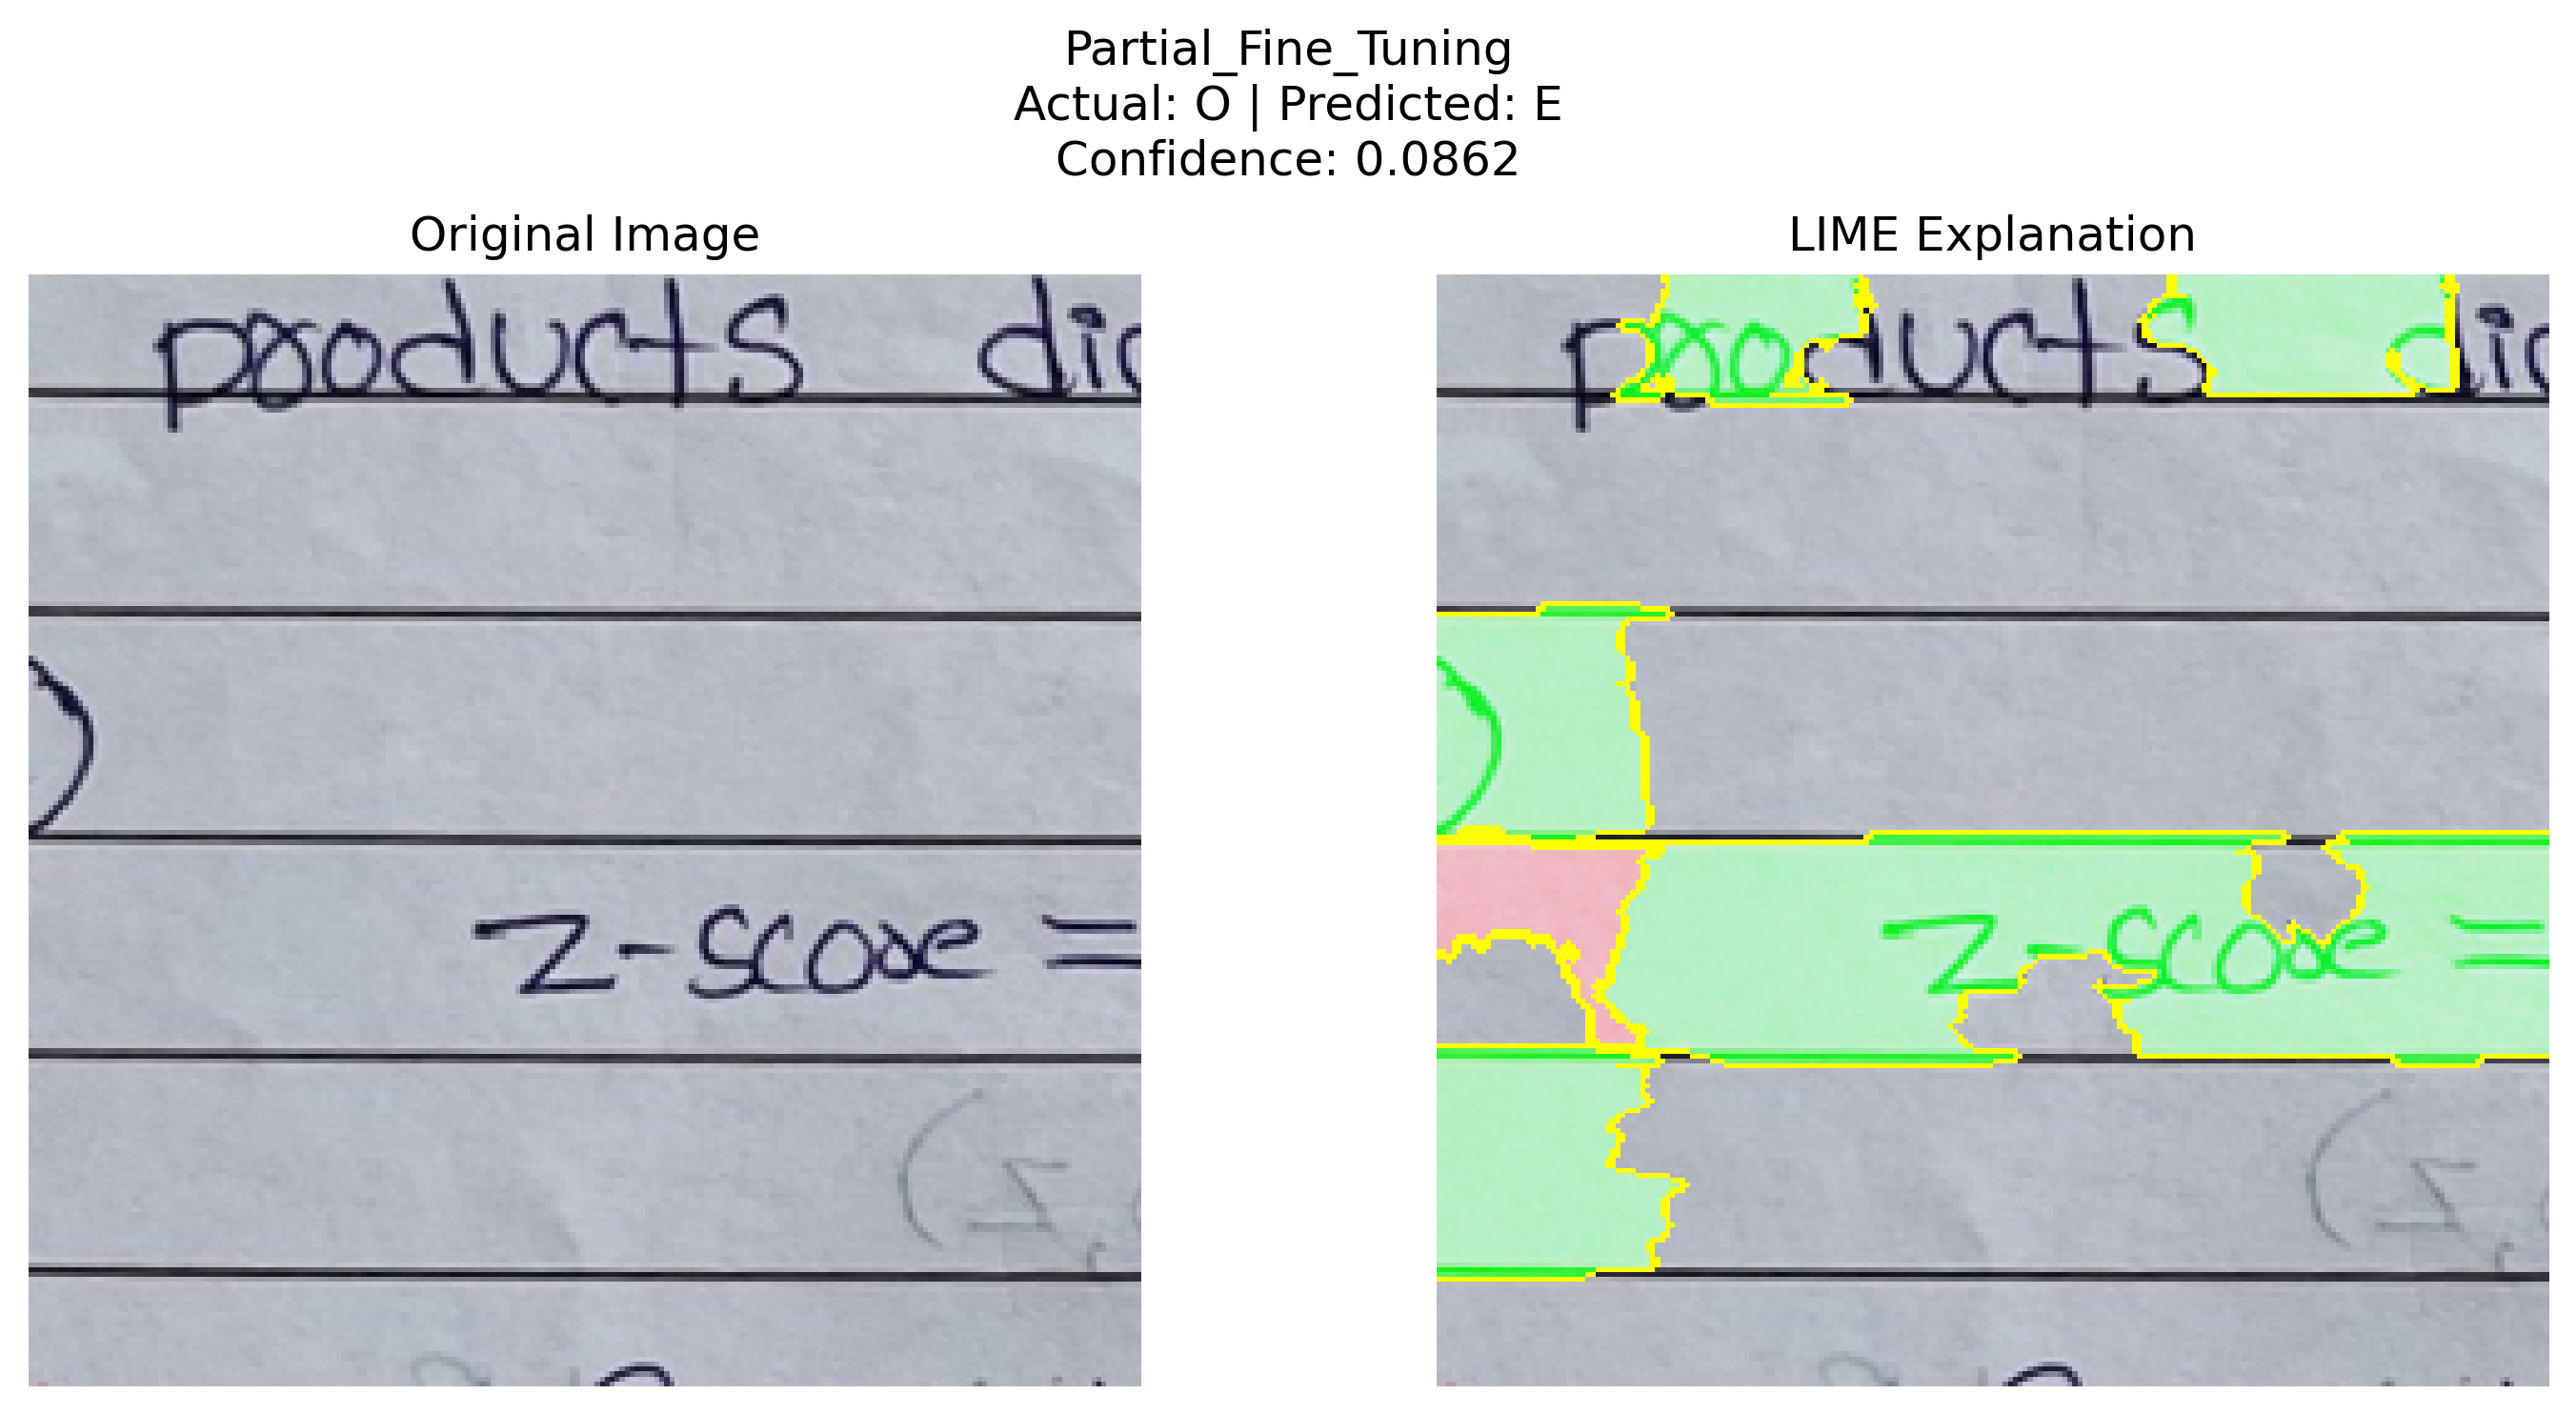 Partial_Fine_Tuning
Actual: O | Predicted: E
Confidence: 0.0862
Original Image
LIME Explanation
products
products
)
)
z-score =
z-score =